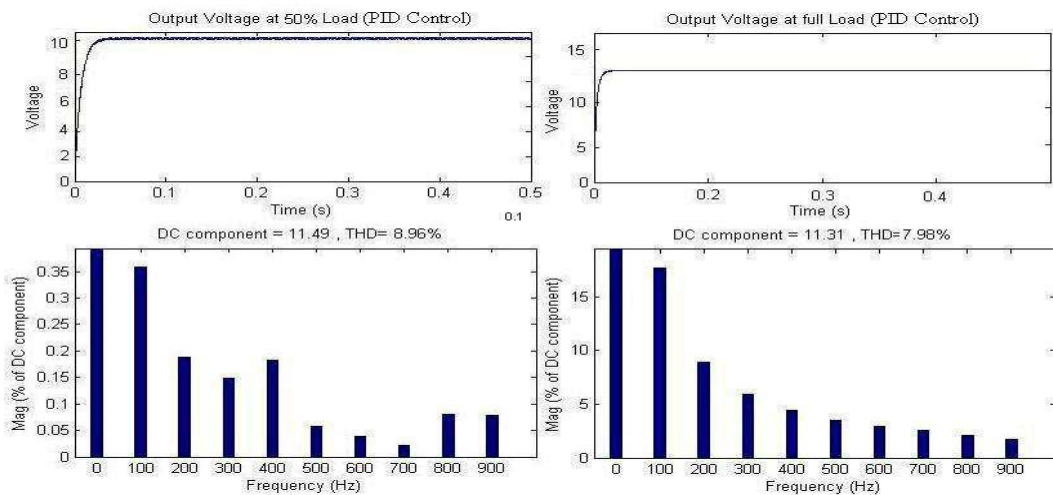 Output Voltage at 50% Load (PID Control)
10
8
6
4
2
0
Voltage
0
0.1
0.2
0.3
0.4
0.5
Time (s)
0.1
Output Voltage at full Load (PID Control)
15
10
5
0
Voltage
0
0.2
0.3
0.4
Time (s)
DC component = 11.49 , THD= 8.96%
0.35
0.3
0.25
0.2
0.15
0.1
0.05
0
Mag (% of DC component)
0 100 200 300 400 500 600 700 800 900
Frequency (Hz)
DC component = 11.31 , THD=7.98%
15
10
5
0
Mag (% of DC component)
0 100 200 300 400 500 600 700 800 900
Frequency (Hz)